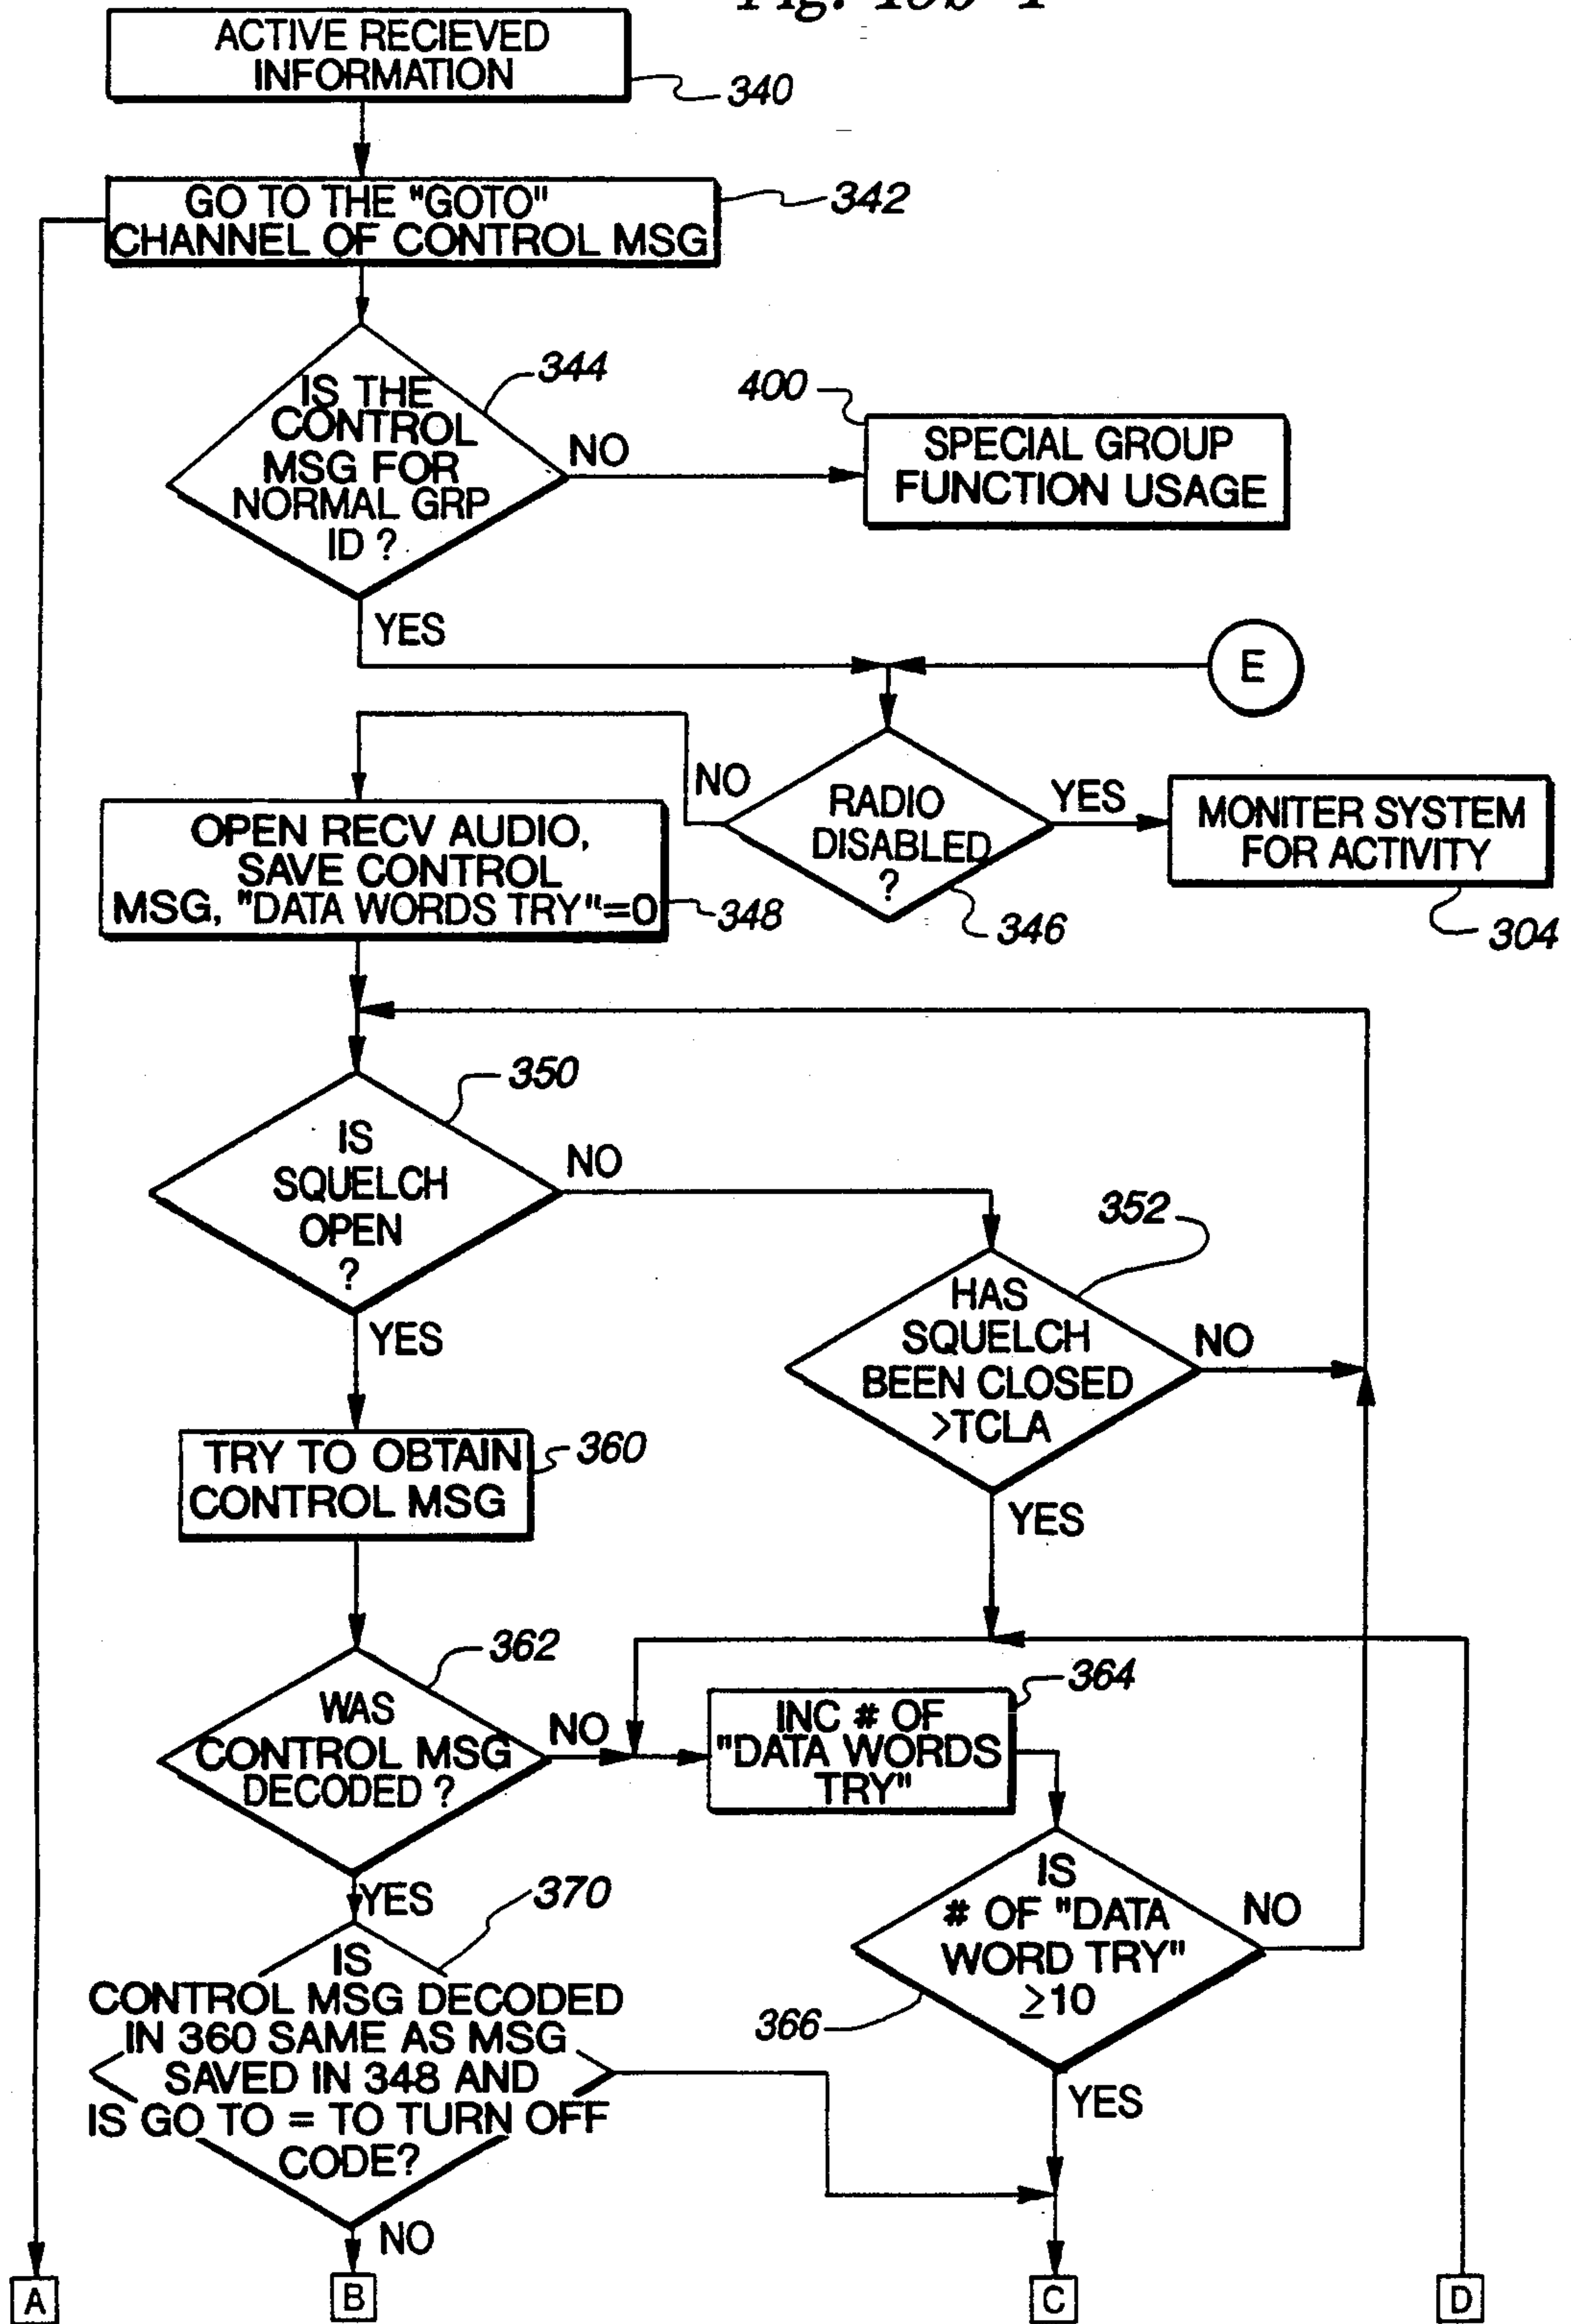 Fig. 15b-1
ACTIVE RECIEVED
INFORMATION
340
GO TO THE "GOTO"
CHANNEL OF CONTROL MSG
342
IS THE
CONTROL
MSG FOR
NORMAL GRP
ID ?
344
NO
400
SPECIAL GROUP
FUNCTION USAGE
YES
E
NO
RADIO
DISABLED
?
346
YES
MONITER SYSTEM
FOR ACTIVITY
304
OPEN RECV AUDIO,
SAVE CONTROL
MSG, "DATA WORDS TRY"=0
348
350
IS
SQUELCH
OPEN
?
NO
YES
352
HAS
SQUELCH
BEEN CLOSED
>TCLA
NO
YES
TRY TO OBTAIN
CONTROL MSG
360
362
WAS
CONTROL MSG
DECODED ?
NO
YES
364
INC # OF
"DATA WORDS
TRY"
IS
# OF "DATA
WORD TRY"
≥10
366
NO
YES
370
IS
CONTROL MSG DECODED
IN 360 SAME AS MSG
SAVED IN 348 AND
IS GO TO = TO TURN OFF
CODE?
NO
A
B
C
D